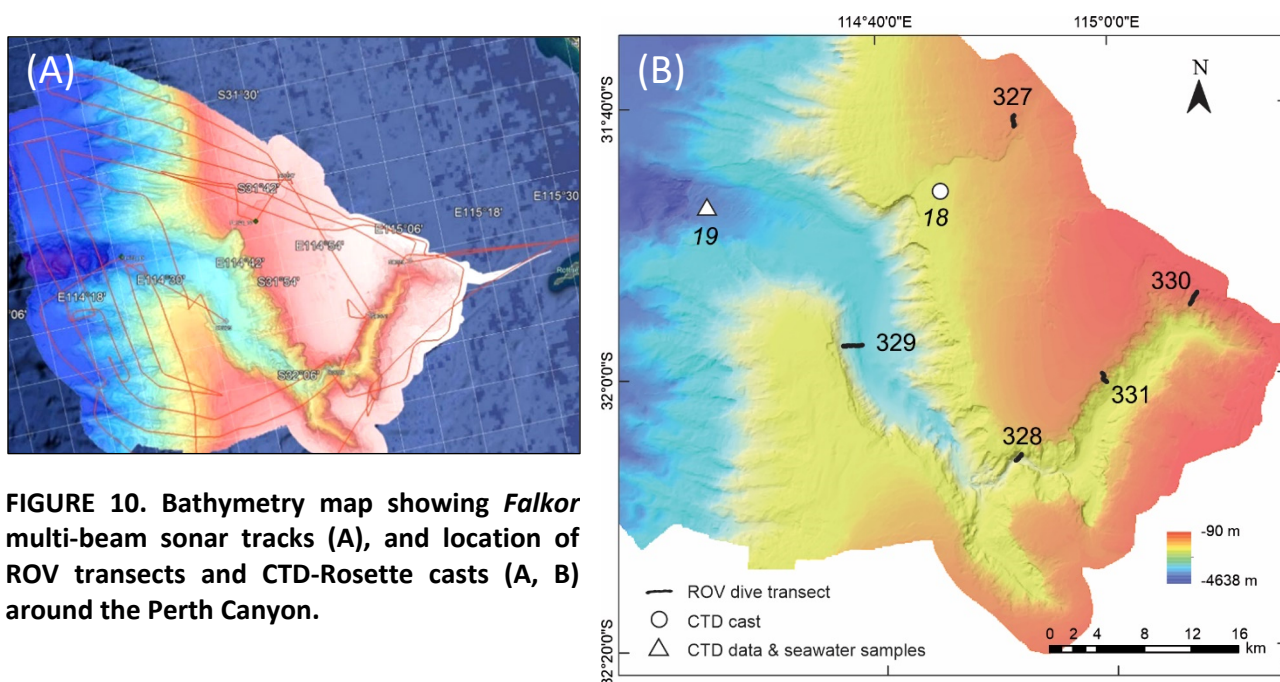 (A)
S31°30'
S31°42'
E115°30
E115°18'
E115°06'
E114°54'
E114°42'
S31°54'
E114°30'
E114°18'
06'
S32°06'
FIGURE 10. Bathymetry map showing Falkor
multi-beam sonar tracks (A), and location of
ROV transects and CTD-Rosette casts (A, B)
around the Perth Canyon.
114°40'0"E
115°0'0"E
(B)
N
31°40'0"S
32°0'0"S
32°20'0"S
327
18
19
330
329
331
328
-90 m
-4638 m
ROV dive transect
CTD cast
CTD data & seawater samples
0 2 4 8 12 16
km